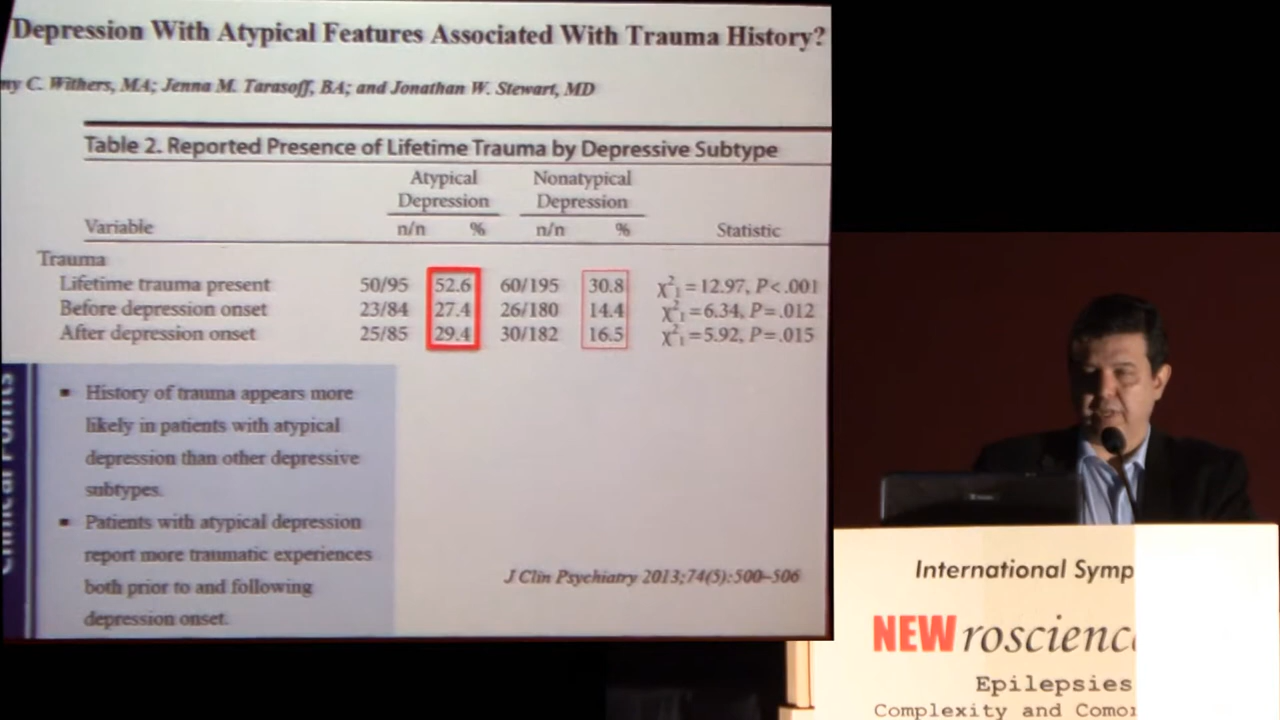 Depression With Atypical Features Associated With Trauma History?
ny C. Withers, MA; Jenna M. Tarasoff, BA; and Jonathan W. Stewart, MD
Table 2. Reported Presence of Lifetime Trauma by Depressive Subtype
Atypical Depression Nonatypical Depression
Variable n/n % n/n % Statistic
Trauma
Lifetime trauma present 50/95 52.6 60/195 30.8 χ²₁=12.97, P<.001
Before depression onset 23/84 27.4 26/180 14.4 χ²₁=6.34, P=.012
After depression onset 25/85 29.4 30/182 16.5 χ²₁=5.92, P=.015
Clinical Points
▪ History of trauma appears more
likely in patients with atypical
depression than other depressive
subtypes.
▪ Patients with atypical depression
report more traumatic experiences
both prior to and following
depression onset.
J Clin Psychiatry 2013;74(5):500–506
International Symp
NEWroscienc
Epilepsies
Complexity and Comor